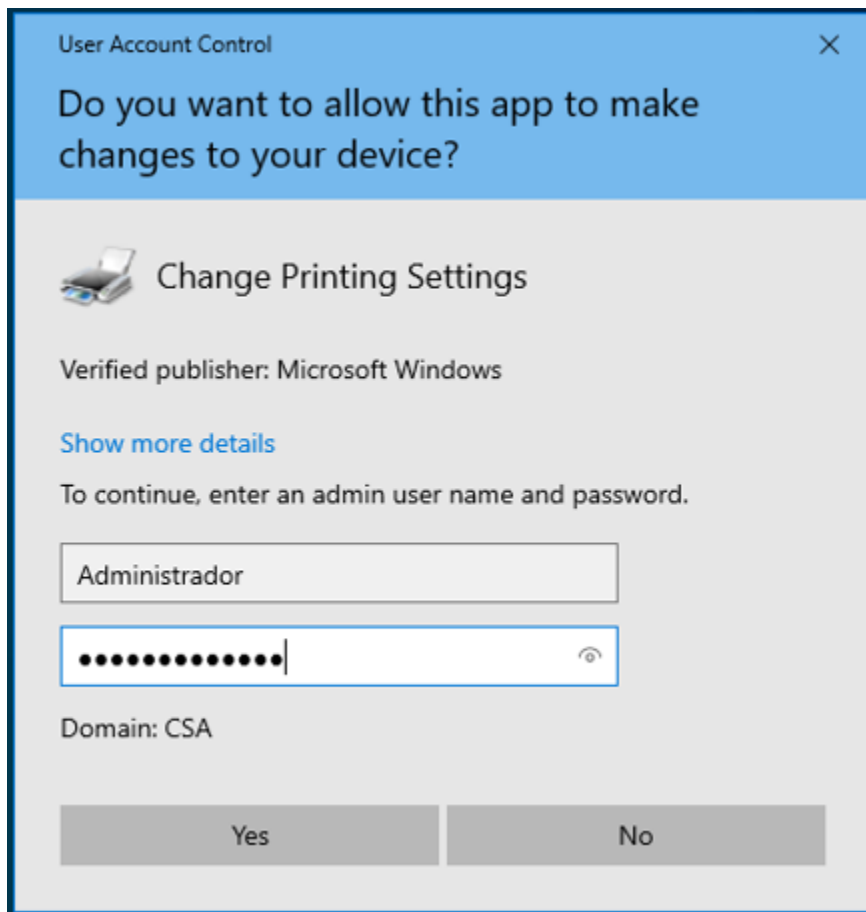 User Account Control
Do you want to allow this app to make
changes to your device?
Change Printing Settings
Verified publisher: Microsoft Windows
Show more details
To continue, enter an admin user name and password.
Administrador
●●●●●●●●●●●●●
Domain: CSA
Yes
No